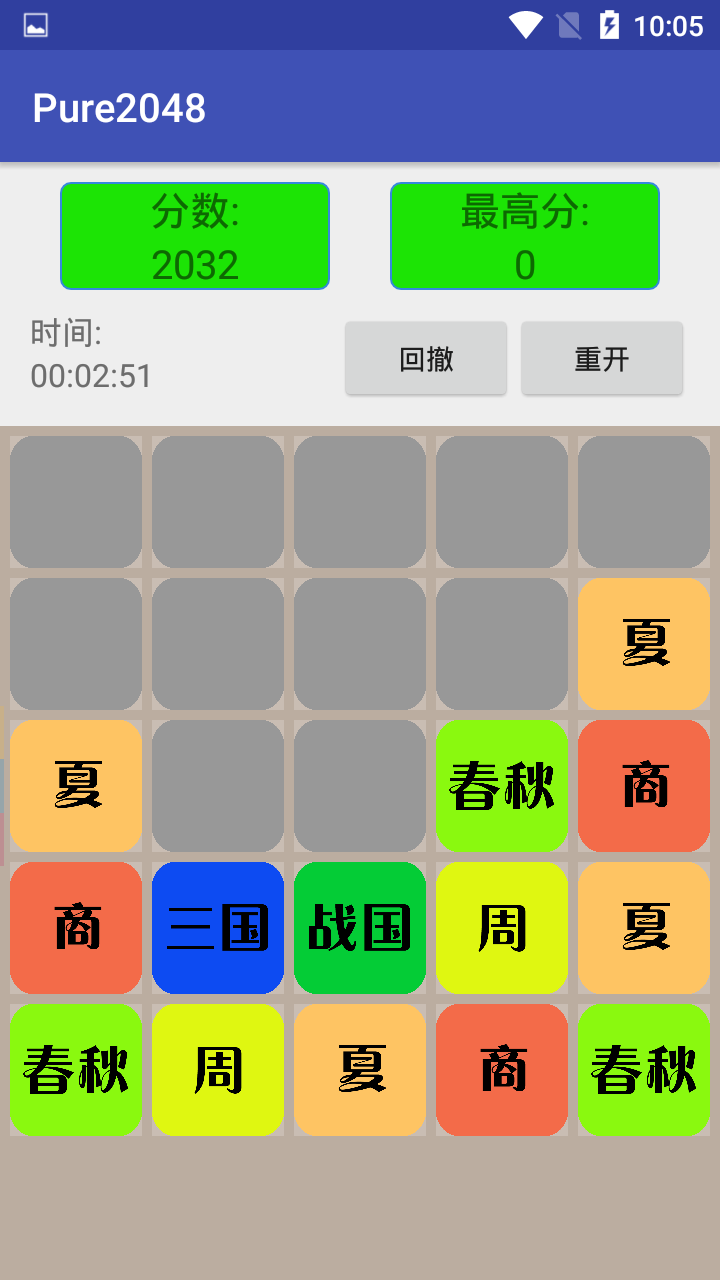 10:05
Pure2048
分数:
2032
最高分:
0
时间:
00:02:51
回撤
重开
夏
夏
春秋
商
商
三国
战国
周
夏
春秋
周
夏
商
春秋